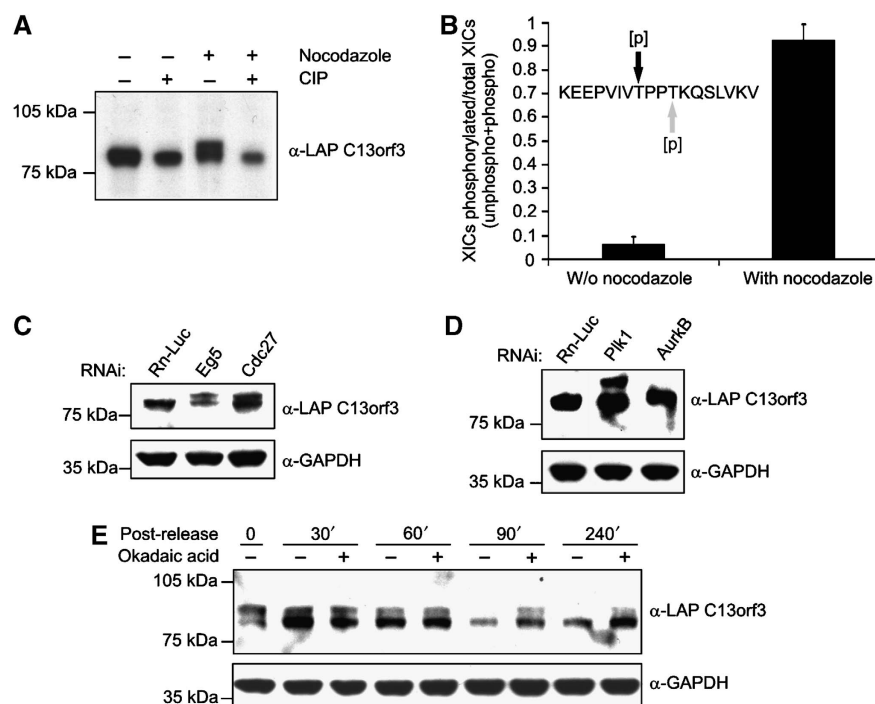 A
− − + + Nocodazole
− + − + CIP
105 kDa
75 kDa
α-LAP C13orf3
B
XICs phosphorylated/total XICs
(unphospho+phospho)
1
0.9
0.8
0.7
0.6
0.5
0.4
0.3
0.2
0.1
0
[p]
KEEPVIVTPPTKQSLVKV
[p]
W/o nocodazole
With nocodazole
C
RNAi: Rn-Luc Eg5 Cdc27
75 kDa
α-LAP C13orf3
35 kDa
α-GAPDH
D
RNAi: Rn-Luc Plk1 AurkB
α-LAP C13orf3
75 kDa
35 kDa
α-GAPDH
E
Post-release 0 30′ 60′ 90′ 240′
Okadaic acid − − + − + − + − +
105 kDa
α-LAP C13orf3
75 kDa
α-GAPDH
35 kDa